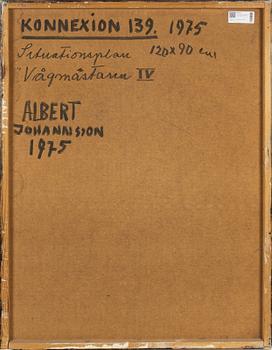 KONNEXION 139. 1975
Situationsplan 120x90 cm
"Vågmästaren IV
ALBERT
JOHANNSSON
1975